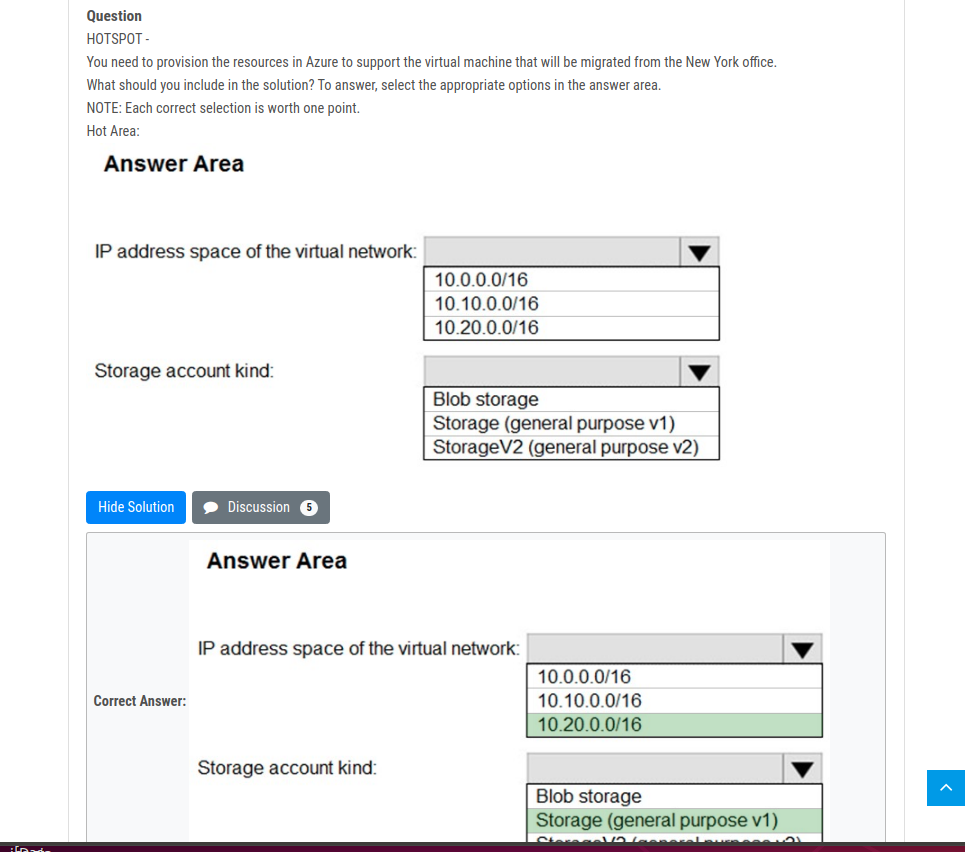 Question
HOTSPOT -
You need to provision the resources in Azure to support the virtual machine that will be migrated from the New York office.
What should you include in the solution? To answer, select the appropriate options in the answer area.
NOTE: Each correct selection is worth one point.
Hot Area:
Answer Area
IP address space of the virtual network:
10.0.0.0/16
10.10.0.0/16
10.20.0.0/16
Storage account kind:
Blob storage
Storage (general purpose v1)
StorageV2 (general purpose v2)
Hide Solution
Discussion 5
Correct Answer:
Answer Area
IP address space of the virtual network:
10.0.0.0/16
10.10.0.0/16
10.20.0.0/16
Storage account kind:
Blob storage
Storage (general purpose v1)
StorageV2 (general purpose v2)